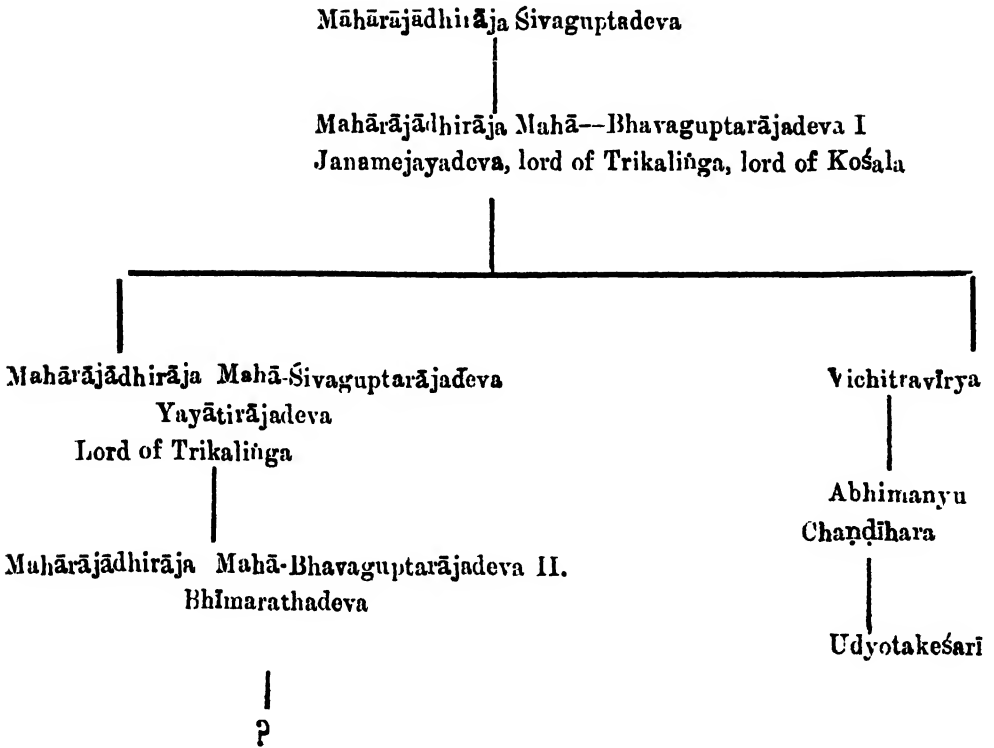 Māhārājādhirāja Śivaguptadeva
Mahārājādhirāja Mahā--Bhavaguptarājadeva I
Janamejayadeva, lord of Trikaliṅga, lord of Kośala
Mahārājādhirāja Mahā-Śivaguptarājadeva
Yayātirājadeva
Lord of Trikaliṅga
Vichitravīrya
Abhimanyu
Chaṇḍīhara
Mahārājādhirāja Mahā-Bhavaguptarājadeva II.
Bhīmarathadeva
Udyotakeśarī
?